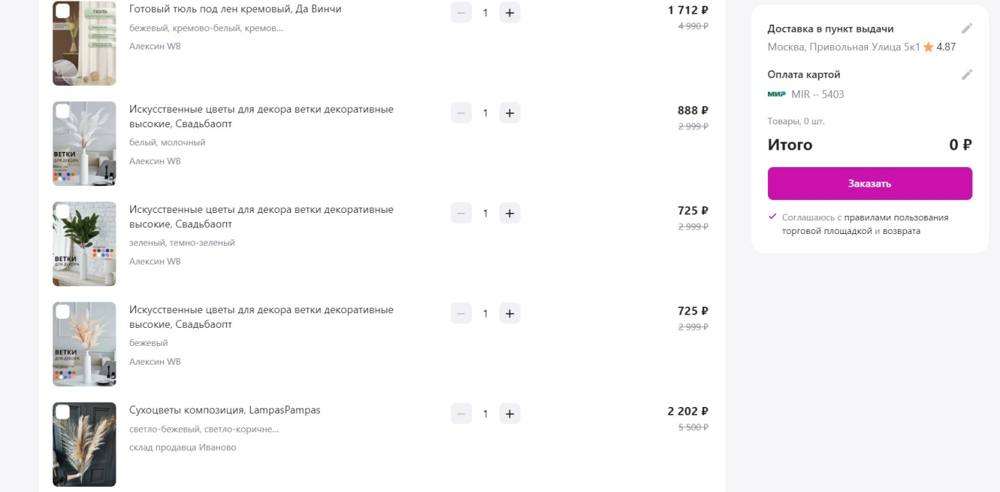 Готовый тюль под лен кремовый, Да Винчи
бежевый, кремово-белый, кремов...
Алексин WB
1
1 712 ₽
4 990 ₽
ТЮЛЬ
Искусственные цветы для декора ветки декоративные
высокие, Свадьбаопт
белый, молочный
Алексин WB
1
888 ₽
2 999 ₽
ВЕТКИ
ДЛЯ ДЕКОРА
Искусственные цветы для декора ветки декоративные
высокие, Свадьбаопт
зеленый, темно-зеленый
Алексин WB
1
725 ₽
2 999 ₽
ВЕТКИ
ДЛЯ ДЕКОРА
Искусственные цветы для декора ветки декоративные
высокие, Свадьбаопт
бежевый
Алексин WB
1
725 ₽
2 999 ₽
ВЕТКИ
ДЛЯ ДЕКОРА
Сухоцветы композиция, LampasPampas
светло-бежевый, светло-коричне...
склад продавца Иваново
1
2 202 ₽
5 500 ₽
Доставка в пункт выдачи
Москва, Привольная Улица 5к1 4.87
Оплата картой
МИР MIR ·· 5403
Товары, 0 шт.
Итого 0 ₽
Заказать
Соглашаюсь с правилами пользования
торговой площадкой и возврата